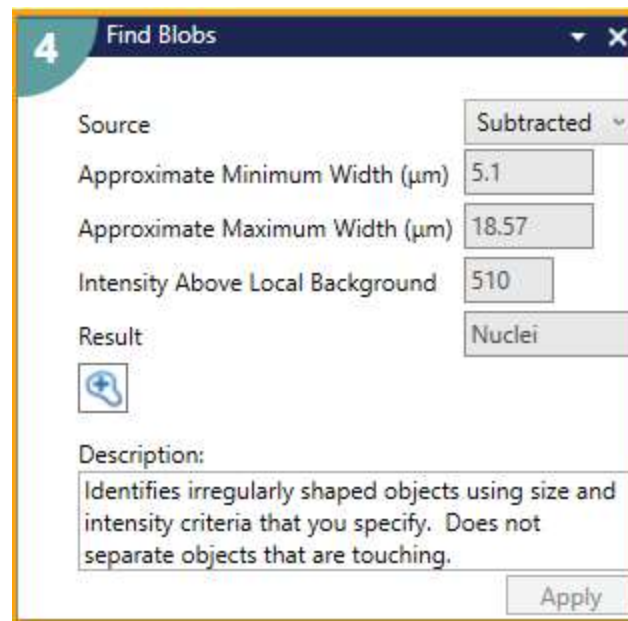 4 Find Blobs
Source Subtracted
Approximate Minimum Width (µm) 5.1
Approximate Maximum Width (µm) 18.57
Intensity Above Local Background 510
Result Nuclei
Description:
Identifies irregularly shaped objects using size and
intensity criteria that you specify.  Does not
separate objects that are touching.
Apply